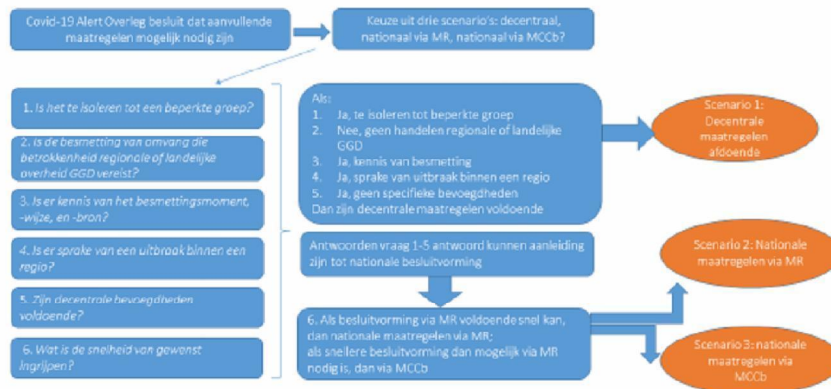 Covid-19 Alert Overleg besluit dat aanvullende
maatregelen mogelijk nodig zijn
Keuze uit drie scenario's: decentraal,
nationaal via MR, nationaal via MCCb?
1. Is het te isoleren tot een beperkte groep?
2. Is de besmetting van omvang die
betrokkenheid regionale of landelijke
overheid GGD vereist?
3. Is er kennis van het besmettingsmoment,
-wijze, en -bron?
4. Is er sprake van een uitbraak binnen een
regio?
5. Zijn decentrale bevoegdheden
voldoende?
6. Wat is de snelheid van gewenst
ingrijpen?
Als:
1. Ja, te isoleren tot beperkte groep
2. Nee, geen handelen regionale of landelijke
GGD
3. Ja, kennis van besmetting
4. Ja, sprake van uitbraak binnen een regio
5. Ja, geen specifieke bevoegdheden
Dan zijn decentrale maatregelen voldoende
Antwoorden vraag 1-5 antwoord kunnen aanleiding
zijn tot nationale besluitvorming
6. Als besluitvorming via MR voldoende snel kan,
dan nationale maatregelen via MR;
als snellere besluitvorming dan mogelijk via MR
nodig is, dan via MCCb
Scenario 1:
Decentrale
maatregelen
afdoende
Scenario 2: Nationale
maatregelen via MR
Scenario 3: nationale
maatregelen via
MCCb